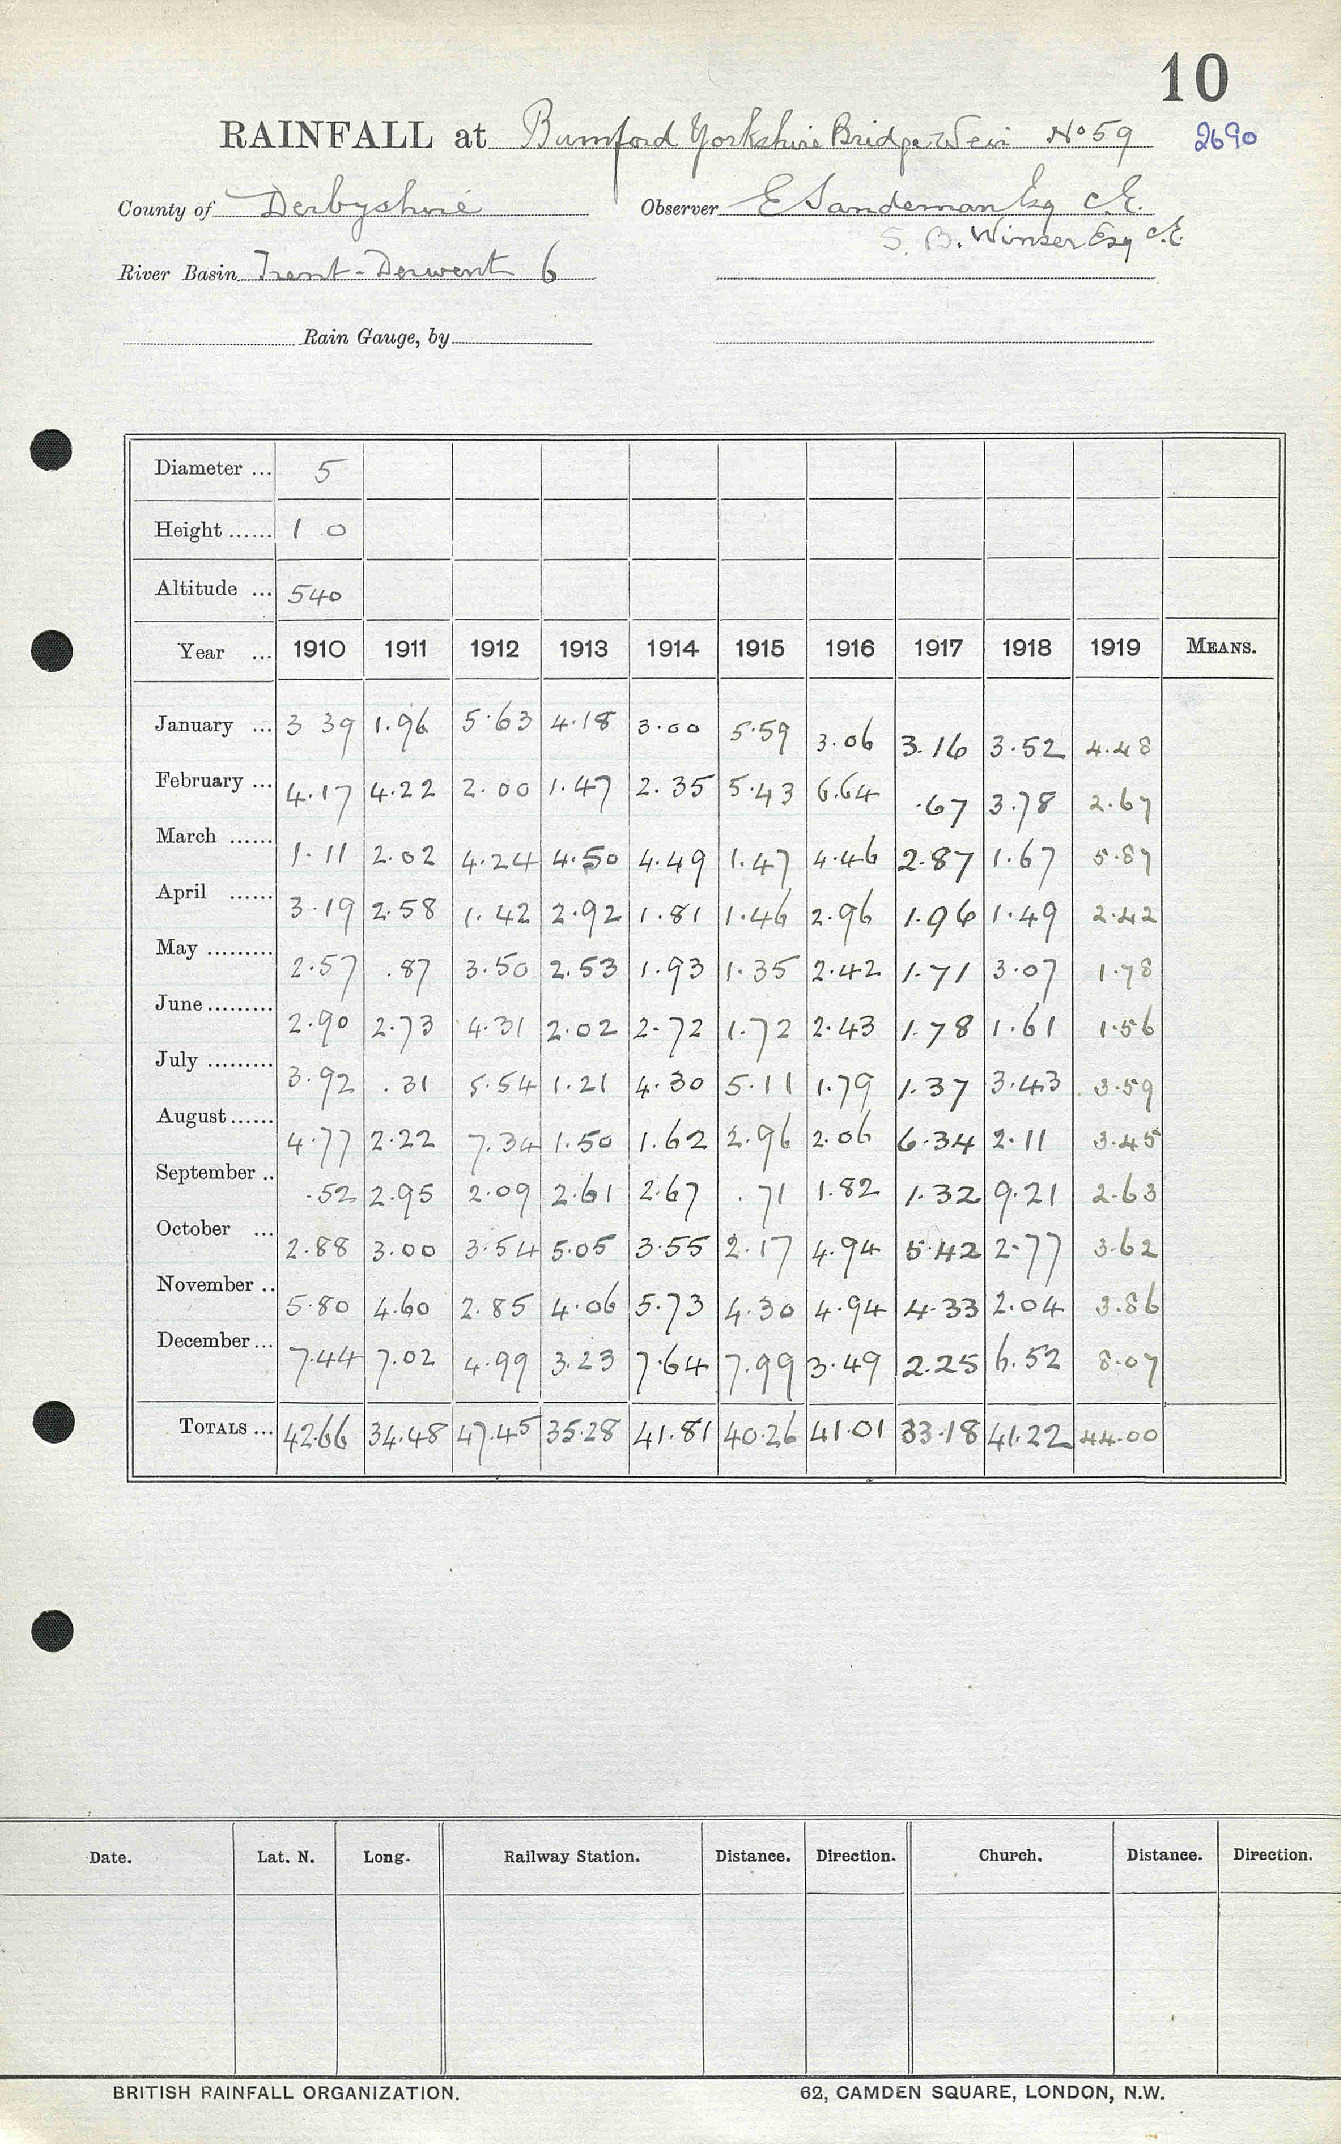 10
RAINFALL at Bamford Yorkshire Bridge Weir No 59 2690
County of Derbyshire Observer E Sandeman Esq C.E.
S. B. Winser Esq C.E
River Basin Trent-Derwent 6
Rain Gauge, by
Diameter ... 5
Height ...... 1 0
Altitude ... 540
Year ... 1910 1911 1912 1913 1914 1915 1916 1917 1918 1919 MEANS.
January ... 3 39 1.96 5.63 4.18 3.00 5.59 3.06 3.16 3.52 4.48
February ... 4.17 4.22 2.00 1.47 2.35 5.43 6.64 .67 3.78 2.67
March ...... 1.11 2.02 4.24 4.50 4.49 1.47 4.46 2.87 1.67 5.87
April ...... 3.19 2.58 1.42 2.92 1.81 1.46 2.96 1.96 1.49 2.42
May ......... 2.57 .87 3.50 2.53 1.93 1.35 2.42 1.71 3.07 1.78
June ......... 2.90 2.73 4.31 2.02 2.72 1.72 2.43 1.78 1.61 1.56
July ......... 3.92 .31 5.54 1.21 4.30 5.11 1.79 1.37 3.43 3.59
August ...... 4.77 2.22 7.34 1.50 1.62 2.96 2.06 6.34 2.11 3.45
September .. .52 2.95 2.09 2.61 2.67 .71 1.82 1.32 9.21 2.63
October ... 2.88 3.00 3.54 5.05 3.55 2.17 4.94 5.42 2.77 3.62
November .. 5.80 4.60 2.85 4.06 5.73 4.30 4.94 4.33 2.04 3.86
December ... 7.44 7.02 4.99 3.23 7.64 7.99 3.49 2.25 6.52 8.07
TOTALS ... 42.66 34.48 47.45 35.28 41.81 40.26 41.01 33.18 41.22 44.00
Date. Lat. N. Long. Railway Station. Distance. Direction. Church. Distance. Direction.
BRITISH RAINFALL ORGANIZATION. 62, CAMDEN SQUARE, LONDON, N.W.